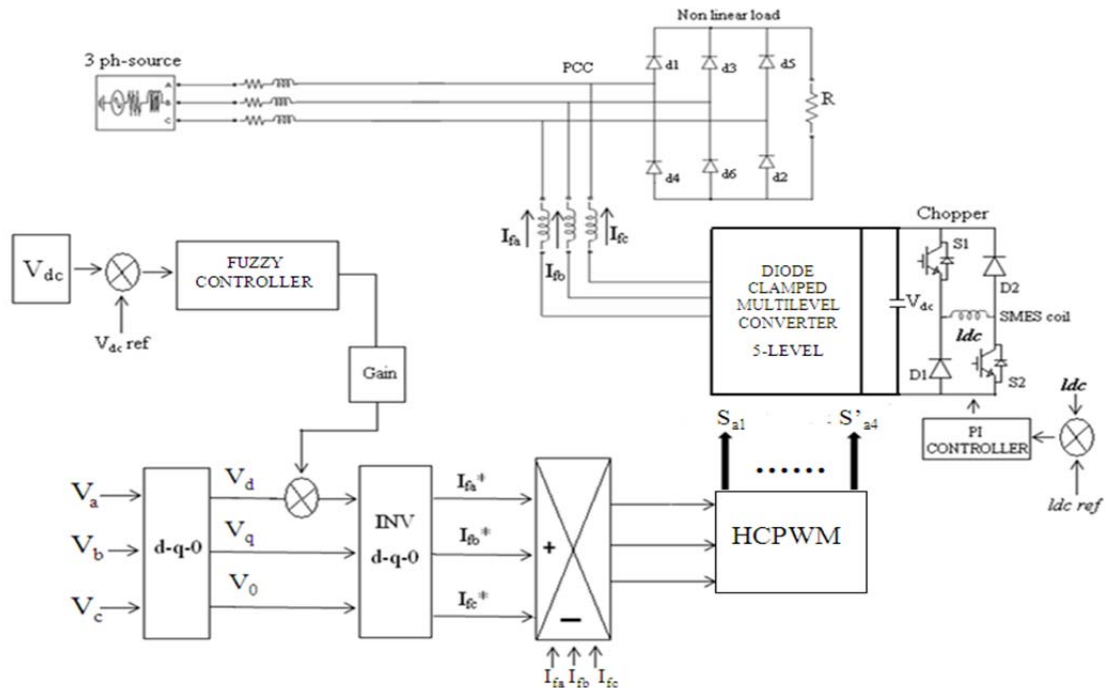 Non linear load
3 ph-source
A
B
C
PCC
d1
d3
d5
R
d4
d6
d2
Ifa
Ifb
Ifc
Chopper
S1
D2
DIODE
CLAMPED
MULTILEVEL
CONVERTER
5-LEVEL
Vdc
SMES coil
Idc
D1
S2
Vdc
FUZZY
CONTROLLER
Vdc ref
Gain
Sa1
S’a4
......
PI
CONTROLLER
Idc
Idc ref
Va
Vb
Vc
d-q-0
Vd
Vq
V0
INV
d-q-0
Ifa*
Ifb*
Ifc*
+
−
HCPWM
Ifa Ifb Ifc